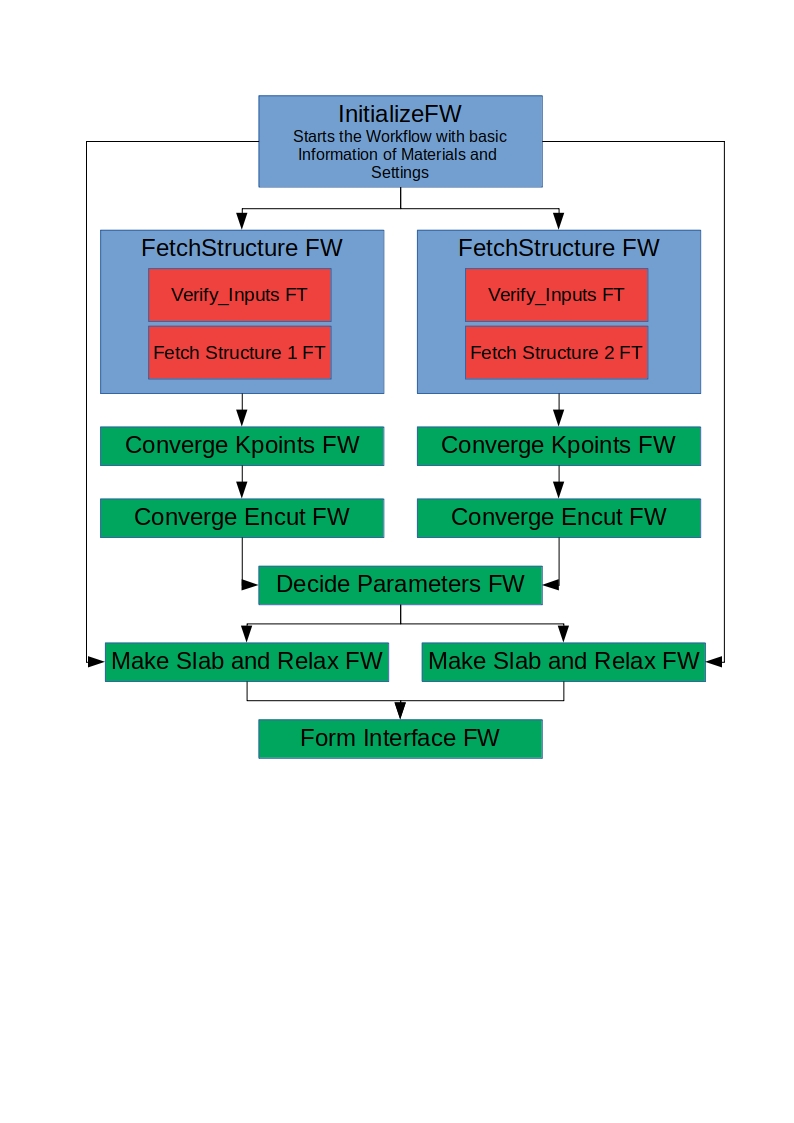 InitializeFW
Starts the Workflow with basic
Information of Materials and
Settings
FetchStructure FW
Verify_Inputs FT
Fetch Structure 1 FT
FetchStructure FW
Verify_Inputs FT
Fetch Structure 2 FT
Converge Kpoints FW
Converge Kpoints FW
Converge Encut FW
Converge Encut FW
Decide Parameters FW
Make Slab and Relax FW
Make Slab and Relax FW
Form Interface FW